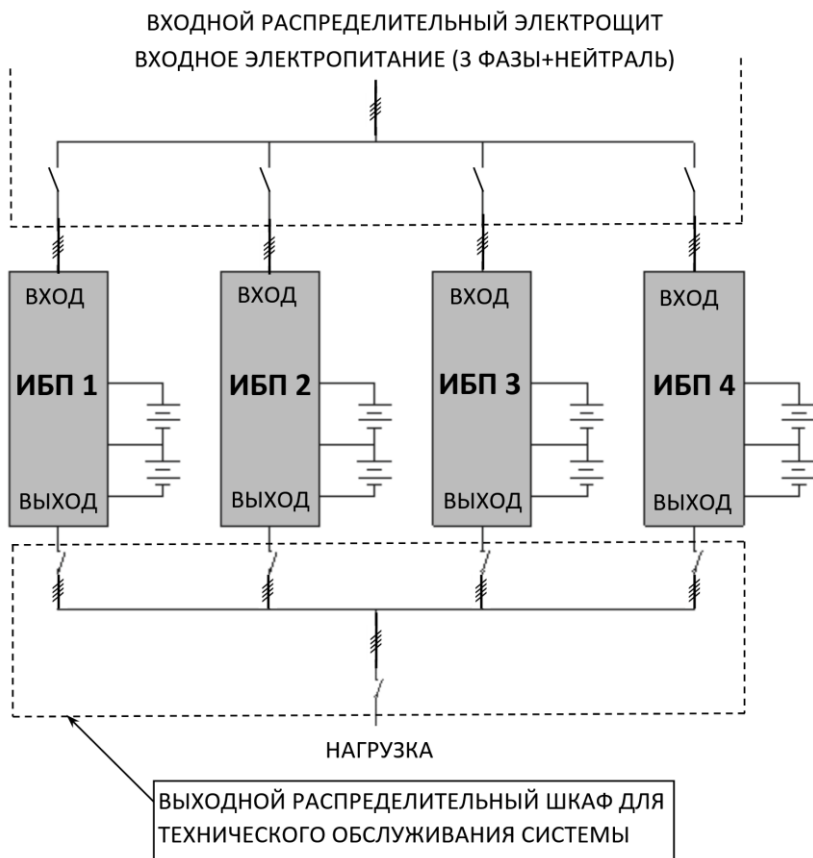 ВХОДНОЙ РАСПРЕДЕЛИТЕЛЬНЫЙ ЭЛЕКТРОЩИТ
ВХОДНОЕ ЭЛЕКТРОПИТАНИЕ (3 ФАЗЫ+НЕЙТРАЛЬ)
ВХОД
ВХОД
ВХОД
ВХОД
ИБП 1
ИБП 2
ИБП 3
ИБП 4
ВЫХОД
ВЫХОД
ВЫХОД
ВЫХОД
НАГРУЗКА
ВЫХОДНОЙ РАСПРЕДЕЛИТЕЛЬНЫЙ ШКАФ ДЛЯ
ТЕХНИЧЕСКОГО ОБСЛУЖИВАНИЯ СИСТЕМЫ